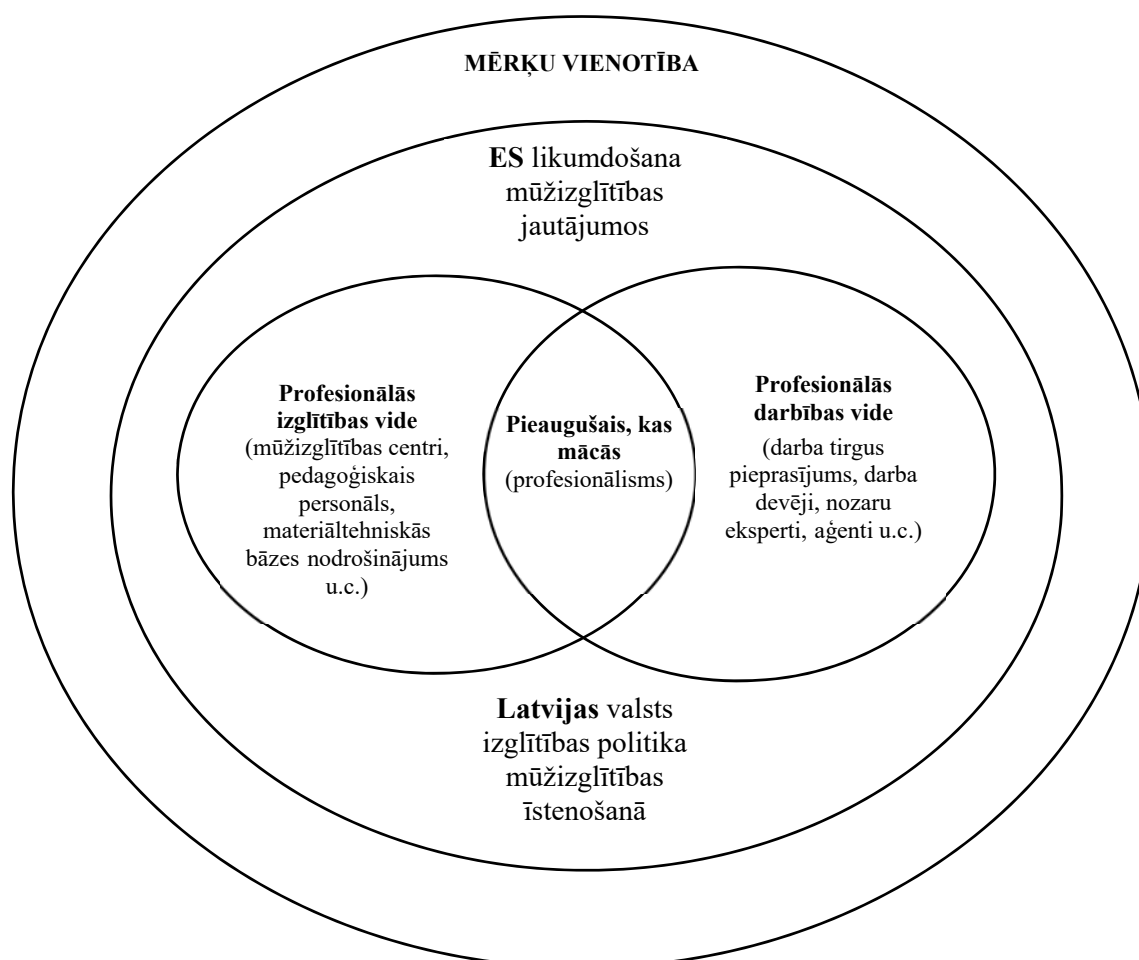 MĒRĶU VIENOTĪBA
ES likumdošana
mūžizglītības
jautājumos
Profesionālās
izglītības vide
(mūžizglītības centri,
pedagoģiskais
personāls,
materiāltehniskās
bāzes nodrošinājums
u.c.)
Pieaugušais, kas
mācās
(profesionālisms)
Profesionālās
darbības vide
(darba tirgus
pieprasījums, darba
devēji, nozaru
eksperti, aģenti u.c.)
Latvijas valsts
izglītības politika
mūžizglītības
īstenošanā